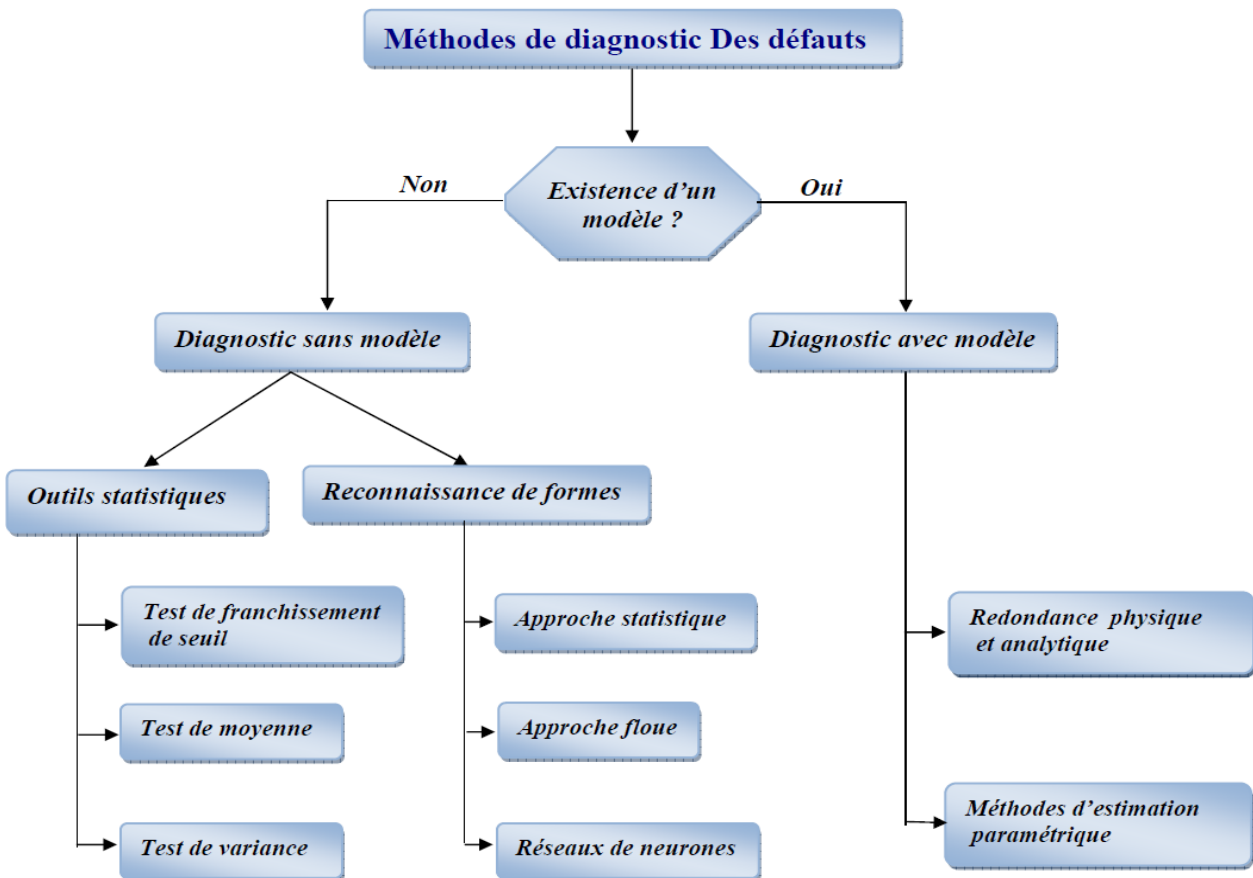 Méthodes de diagnostic Des défauts
Existence d'un
modèle ?
Non
Oui
Diagnostic sans modèle
Diagnostic avec modèle
Outils statistiques
Reconnaissance de formes
Test de franchissement
de seuil
Test de moyenne
Test de variance
Approche statistique
Approche floue
Réseaux de neurones
Redondance physique
et analytique
Méthodes d'estimation
paramétrique